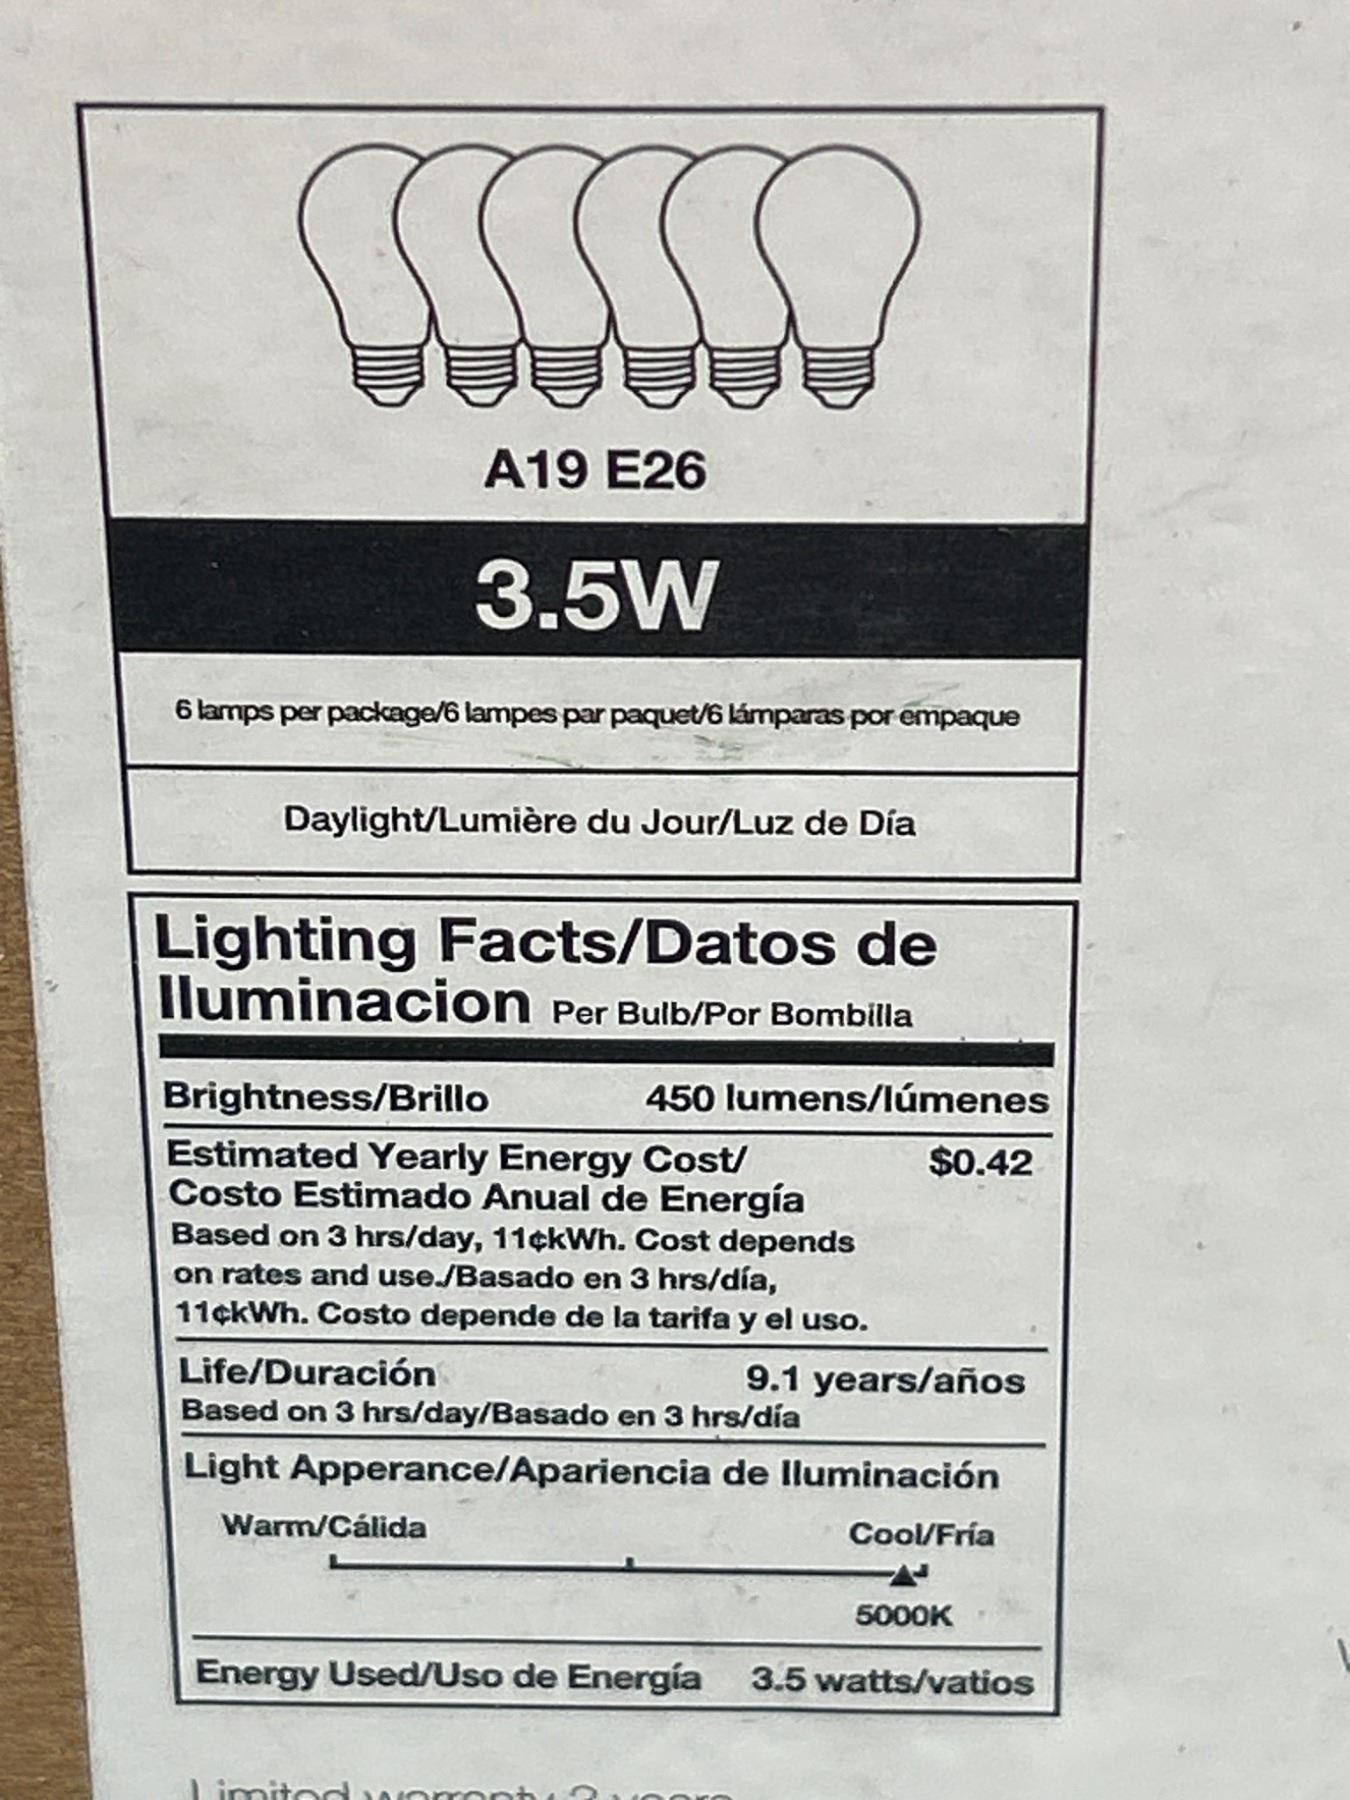 A19 E26
3.5W
6 lamps per package/6 lampes par paquet/6 lámparas por empaque
Daylight/Lumière du Jour/Luz de Día
Lighting Facts/Datos de
Iluminacion Per Bulb/Por Bombilla
Brightness/Brillo 450 lumens/lúmenes
Estimated Yearly Energy Cost/ $0.42
Costo Estimado Anual de Energía
Based on 3 hrs/day, 11¢kWh. Cost depends
on rates and use./Basado en 3 hrs/día,
11¢kWh. Costo depende de la tarifa y el uso.
Life/Duración 9.1 years/años
Based on 3 hrs/day/Basado en 3 hrs/día
Light Apperance/Apariencia de Iluminación
Warm/Cálida Cool/Fría
5000K
Energy Used/Uso de Energía 3.5 watts/vatios
Limited warranty